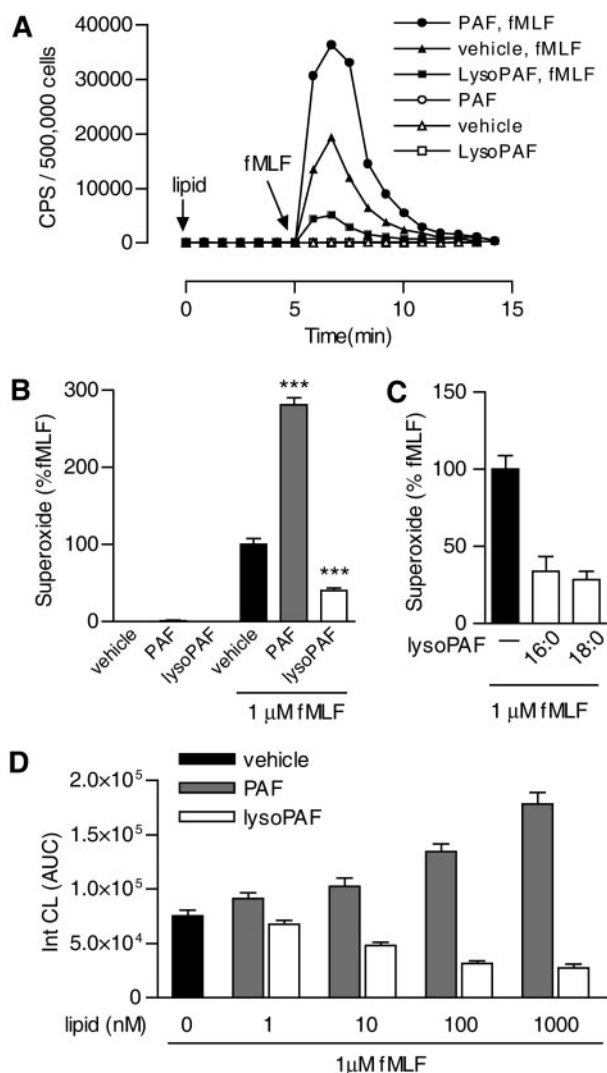 A
CPS / 500,000 cells
40000
30000
20000
10000
0
lipid
fMLF
PAF, fMLF
vehicle, fMLF
LysoPAF, fMLF
PAF
vehicle
LysoPAF
0 5 10 15
Time(min)
B
Superoxide (%fMLF)
300
200
100
0
***
***
vehicle
PAF
lysoPAF
vehicle
PAF
lysoPAF
1 μM fMLF
C
Superoxide (% fMLF)
150
100
50
0
lysoPAF — 16:0 18:0
1 μM fMLF
D
vehicle
PAF
lysoPAF
Int CL (AUC)
2.0×10⁵
1.5×10⁵
1.0×10⁵
5.0×10⁴
0
lipid (nM) 0 1 10 100 1000
1μM fMLF